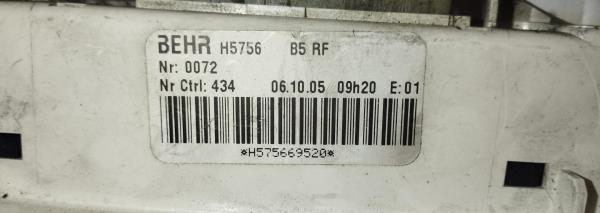 BEHR H5756 B5 RF
Nr: 0072
Nr Ctrl: 434 06.10.05 09h20 E:01
*H575669520*